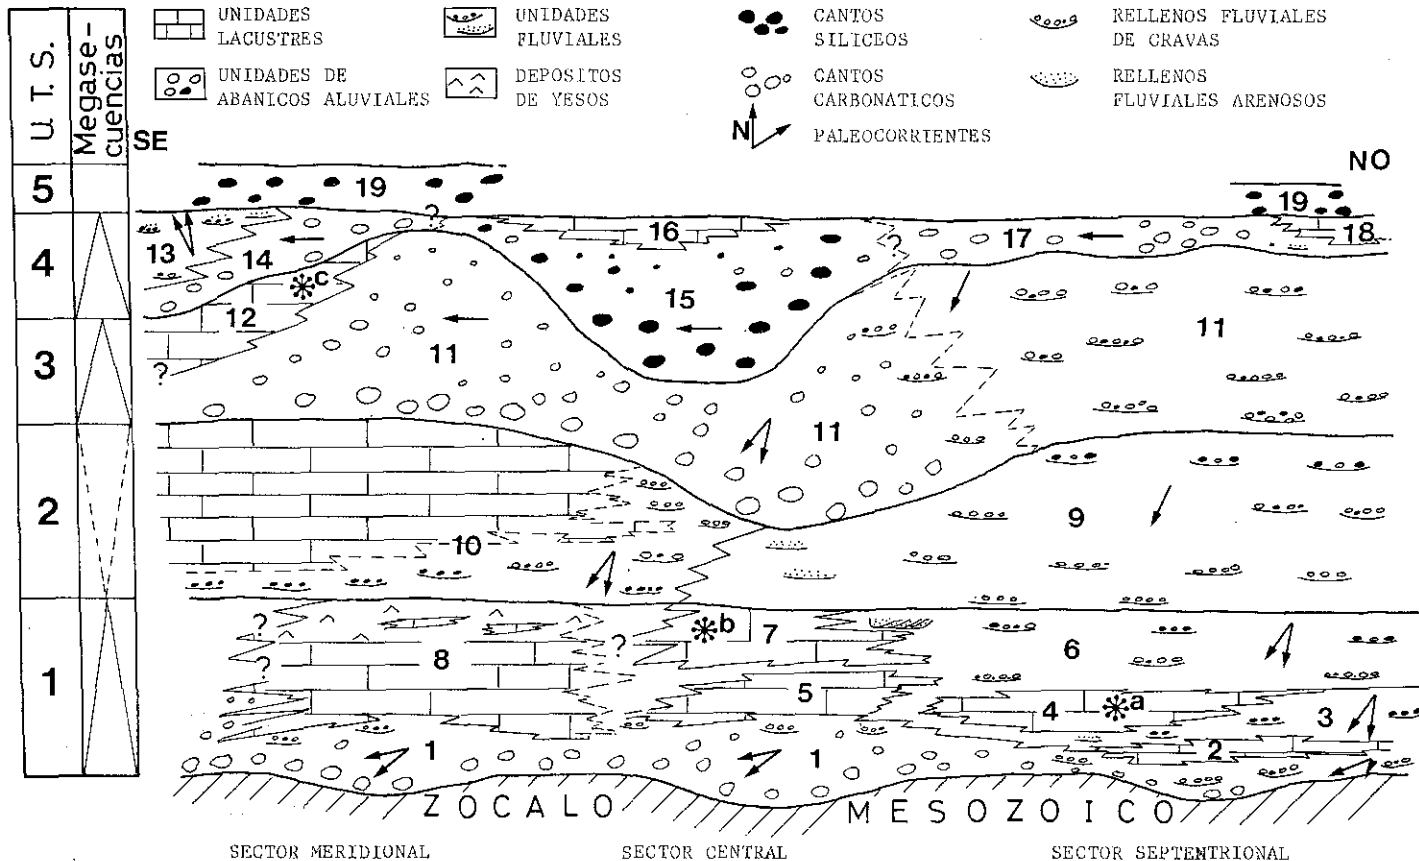 U.T.S.
Megase-
cuencias
UNIDADES
LACUSTRES
UNIDADES
FLUVIALES
CANTOS
SILICEOS
RELLENOS FLUVIALES
DE GRAVAS
UNIDADES DE
ABANICOS ALUVIALES
DEPOSITOS
DE YESOS
CANTOS
CARBONATICOS
RELLENOS
FLUVIALES ARENOSOS
N
PALEOCORRIENTES
SE
NO
5
19
19
4
13
14
?
16
?
17
18
c
15
12
3
?
11
11
11
2
10
9
1
?
?
8
?
b
7
5
6
4
a
3
2
1
1
ZOCALO MESOZOICO
SECTOR MERIDIONAL
SECTOR CENTRAL
SECTOR SEPTENTRIONAL